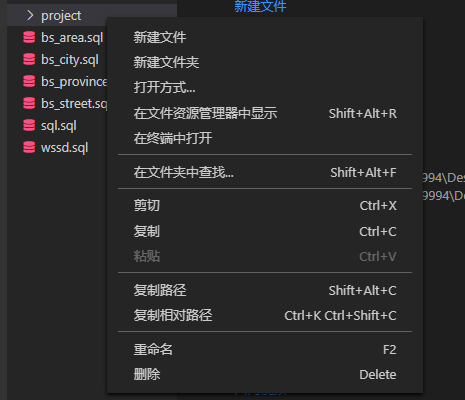 新建文件
project
bs_area.sql
bs_city.sql
bs_province
bs_street.sq
sql.sql
wssd.sql
新建文件
新建文件夹
打开方式...
在文件资源管理器中显示 Shift+Alt+R
在终端中打开
在文件夹中查找... Shift+Alt+F
剪切 Ctrl+X
复制 Ctrl+C
粘贴 Ctrl+V
复制路径 Shift+Alt+C
复制相对路径 Ctrl+K Ctrl+Shift+C
重命名 F2
删除 Delete
9994\Des
9994\De